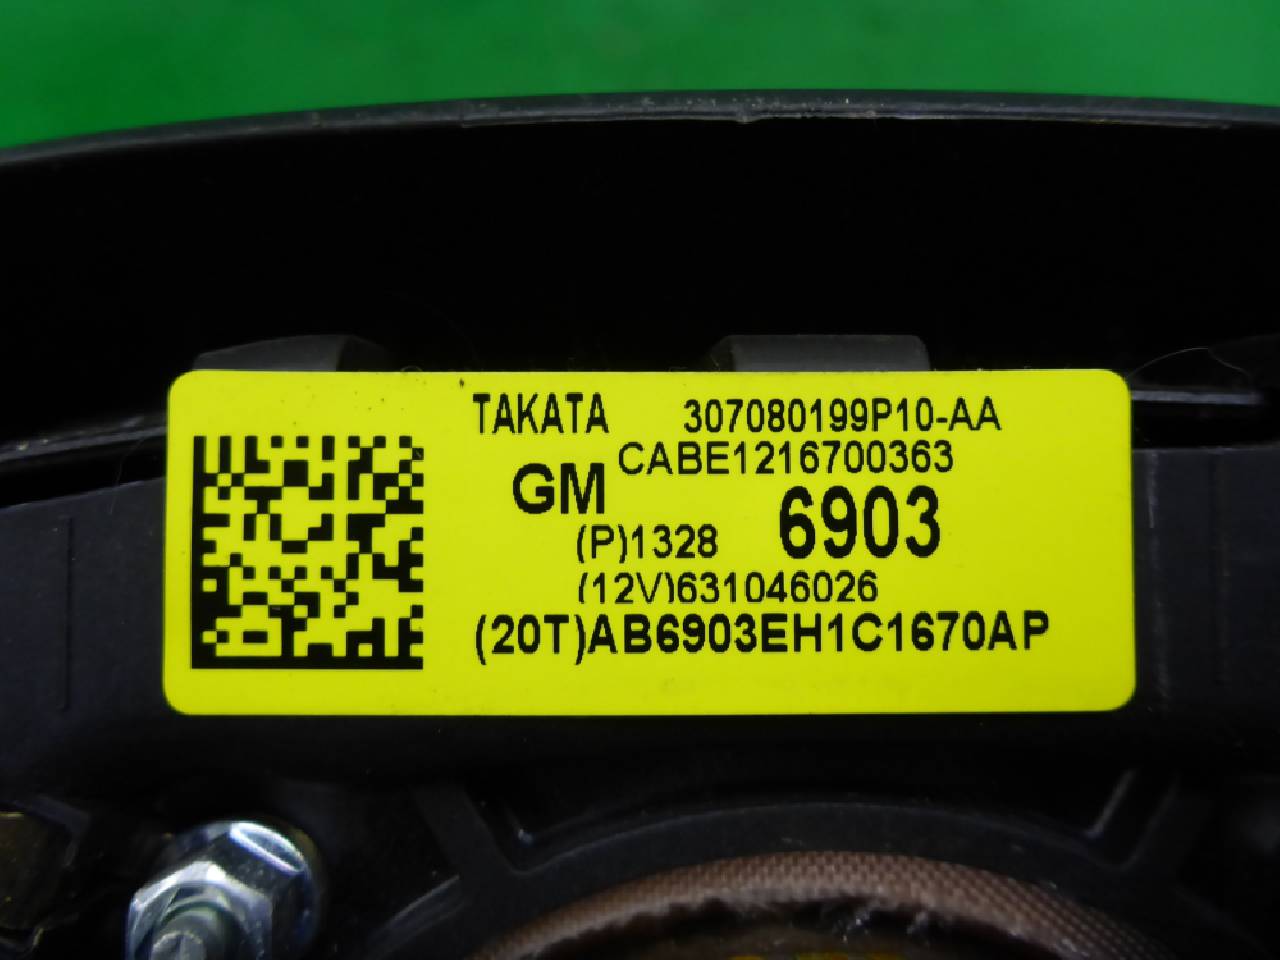 TAKATA 307080199P10-AA
CABE1216700363
GM
(P)1328 6903
(12V)631046026
(20T)AB6903EH1C1670AP